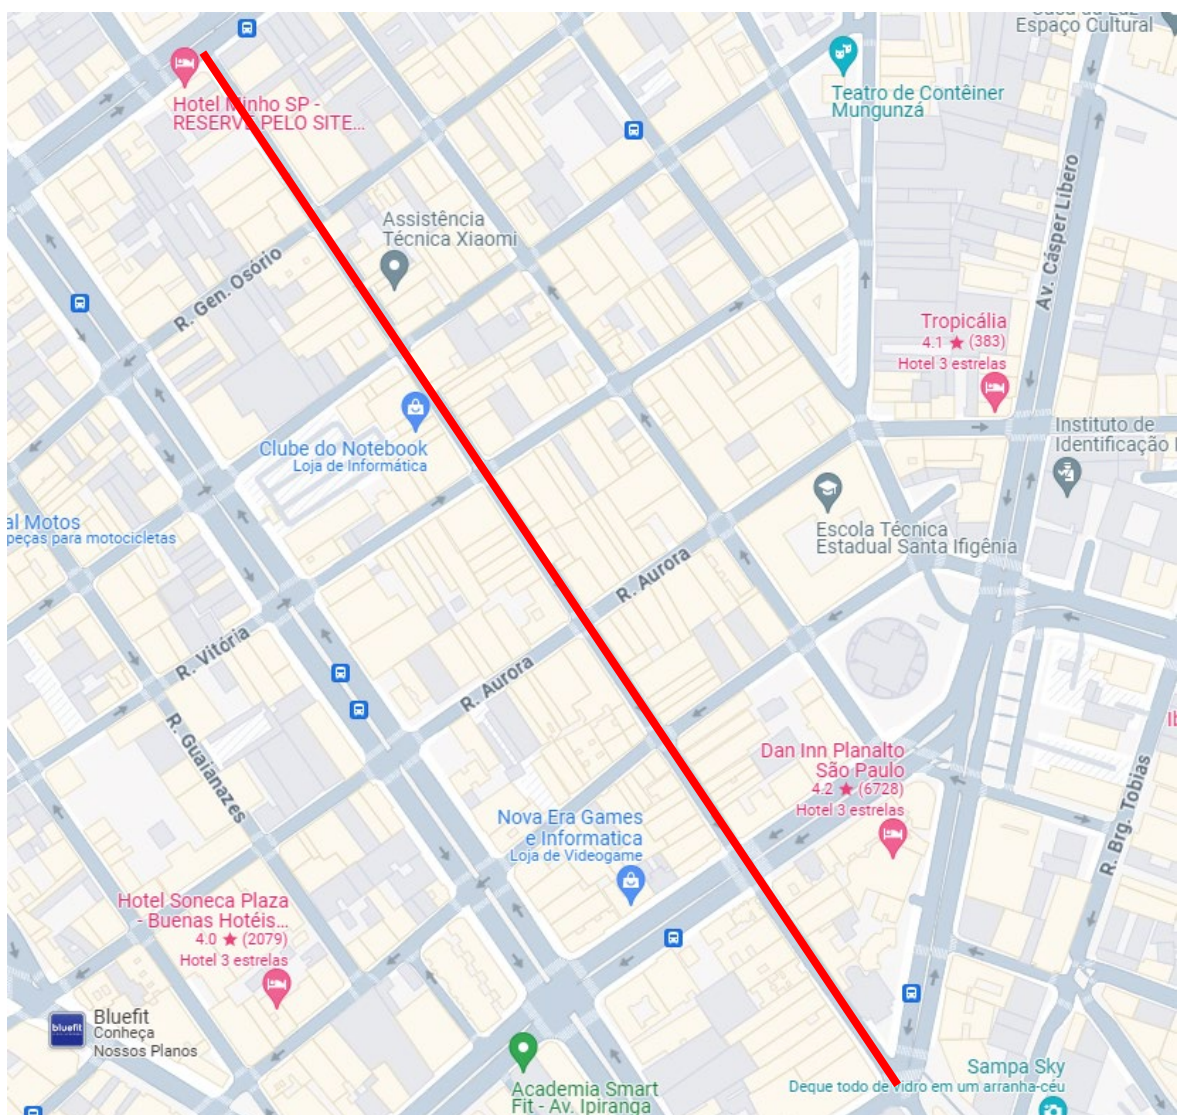 Espaço Cultural
Hotel Minho SP -
RESERVE PELO SITE...
Teatro de Contêiner
Mungunzá
Av. Cásper Líbero
Assistência
Técnica Xiaomi
R. Gen. Osório
Tropicália
4.1 ★ (383)
Hotel 3 estrelas
Clube do Notebook
Loja de Informática
Instituto de
Identificação
al Motos
peças para motocicletas
Escola Técnica
Estadual Santa Ifigênia
R. Aurora
R. Vitória
R. Aurora
R. Guaianazes
Dan Inn Planalto
São Paulo
4.2 ★ (6728)
Hotel 3 estrelas
R. Brg. Tobias
Nova Era Games
e Informatica
Loja de Videogame
Hotel Soneca Plaza
- Buenas Hotéis...
4.0 ★ (2079)
Hotel 3 estrelas
bluefit
Bluefit
Conheça
Nossos Planos
Academia Smart
Fit - Av. Ipiranga
Sampa Sky
Deque todo de vidro em um arranha-céu